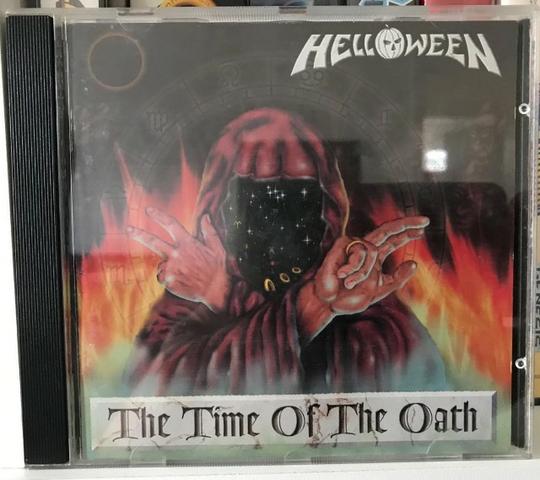 HELLOWEEN
The Time Of The Oath